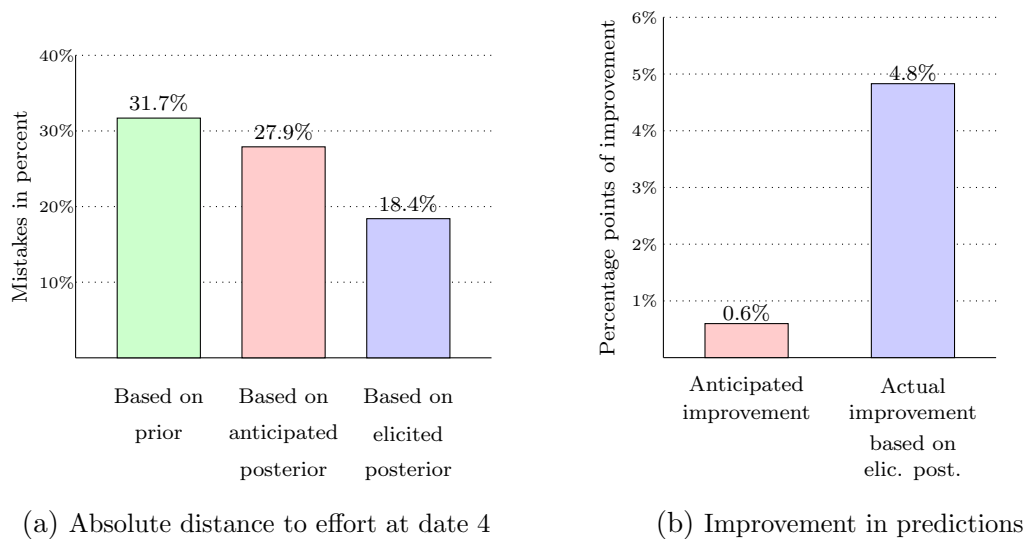 40%
30%
20%
10%
Mistakes in percent
31.7%
27.9%
18.4%
Based on
prior
Based on
anticipated
posterior
Based on
elicited
posterior
(a) Absolute distance to effort at date 4
6%
5%
4%
3%
2%
1%
Percentage points of improvement
0.6%
4.8%
Anticipated
improvement
Actual
improvement
based on
elic. post.
(b) Improvement in predictions